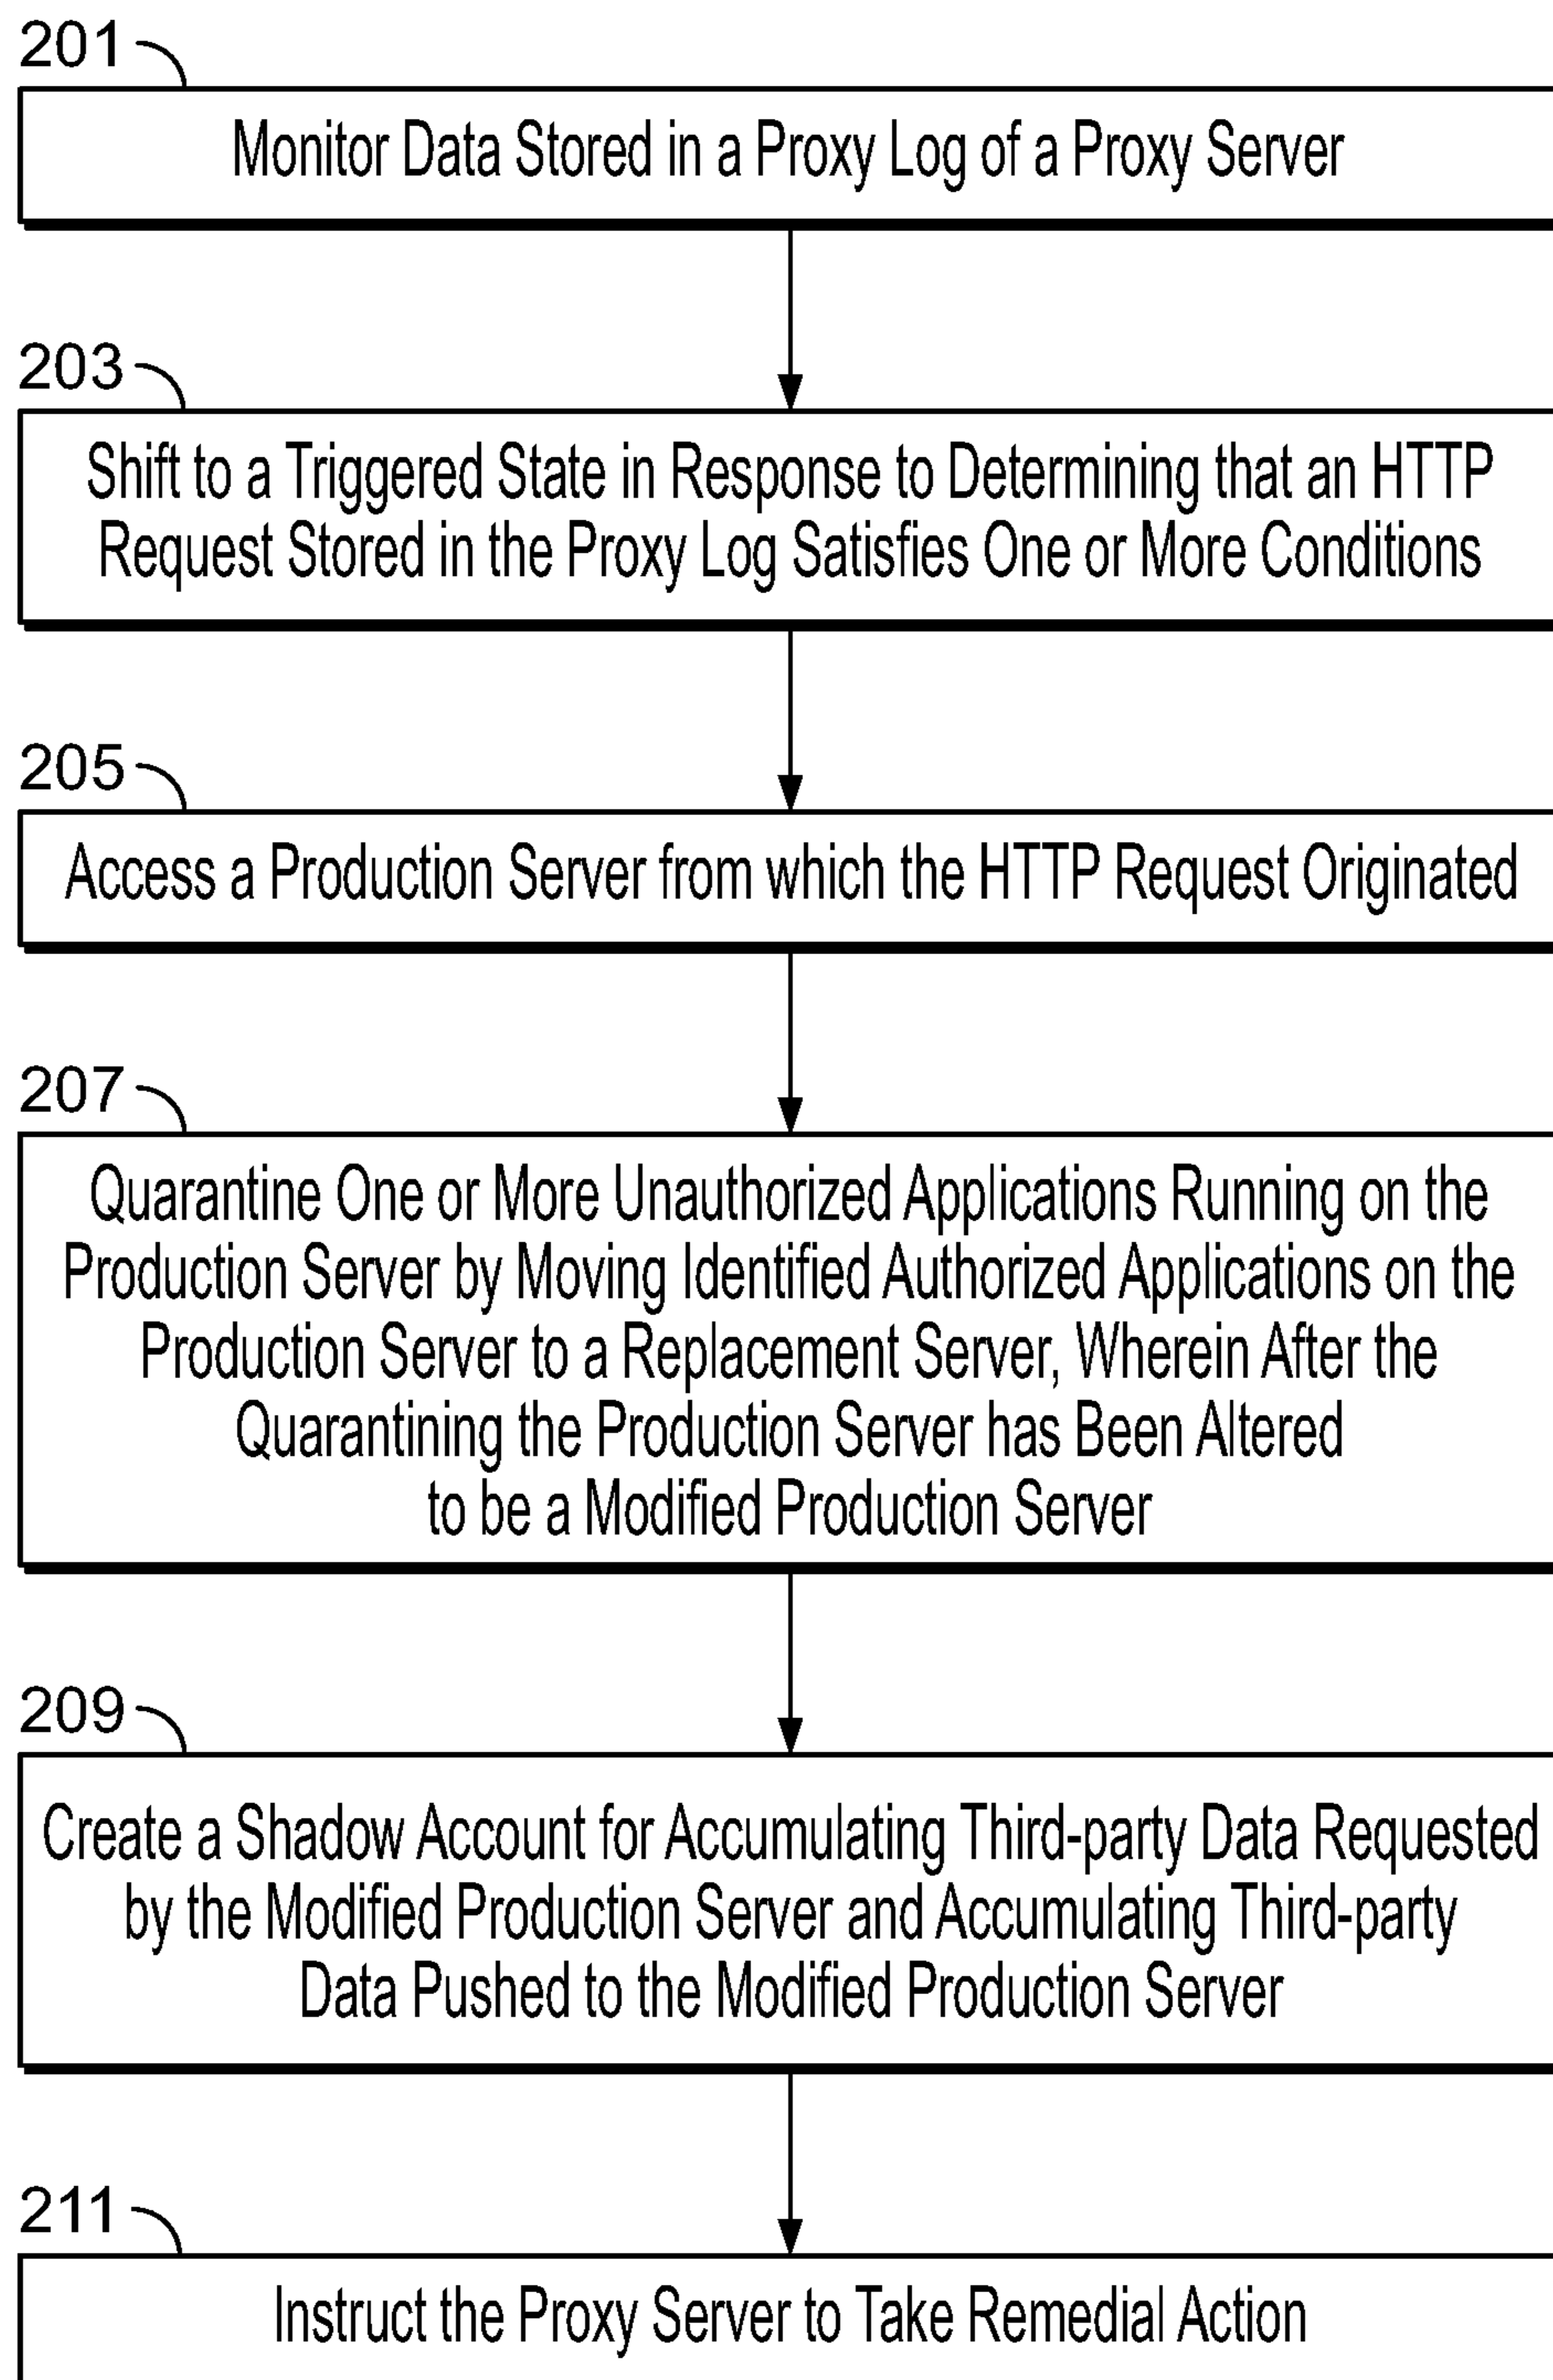 201
Monitor Data Stored in a Proxy Log of a Proxy Server
203
Shift to a Triggered State in Response to Determining that an HTTP
Request Stored in the Proxy Log Satisfies One or More Conditions
205
Access a Production Server from which the HTTP Request Originated
207
Quarantine One or More Unauthorized Applications Running on the
Production Server by Moving Identified Authorized Applications on the
Production Server to a Replacement Server, Wherein After the
Quarantining the Production Server has Been Altered
to be a Modified Production Server
209
Create a Shadow Account for Accumulating Third-party Data Requested
by the Modified Production Server and Accumulating Third-party
Data Pushed to the Modified Production Server
211
Instruct the Proxy Server to Take Remedial Action